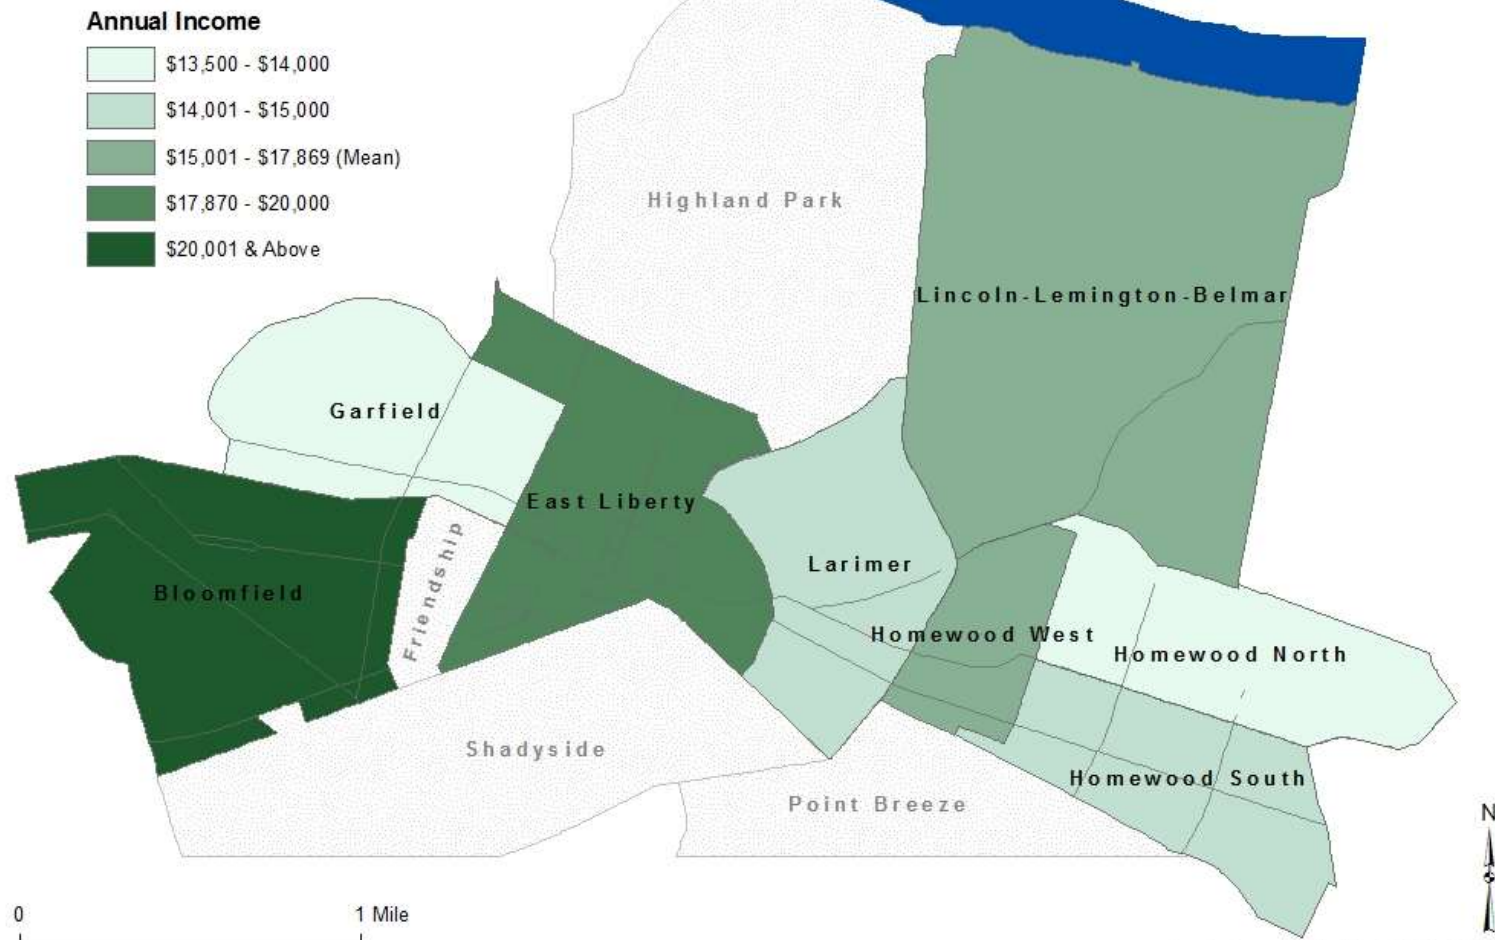 Annual Income
$13,500 - $14,000
$14,001 - $15,000
$15,001 - $17,869 (Mean)
$17,870 - $20,000
$20,001 & Above
Highland Park
Lincoln-Lemington-Belmar
Garfield
East Liberty
Friendship
Larimer
Bloomfield
Homewood West
Homewood North
Shadyside
Homewood South
Point Breeze
N
0
1 Mile